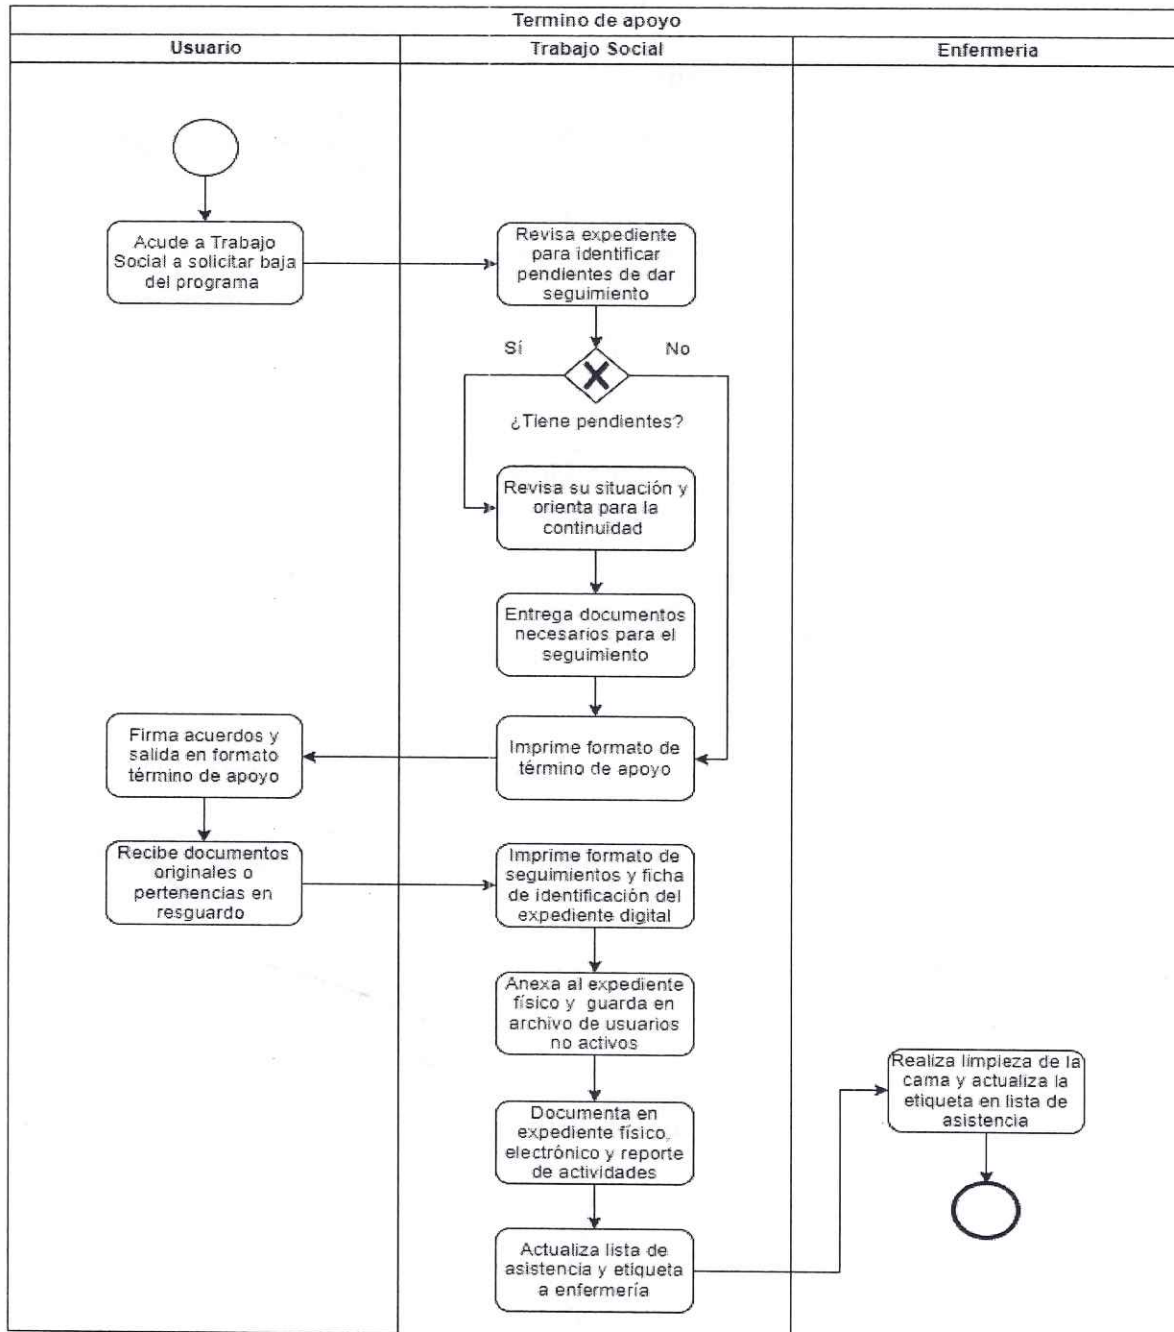 Termino de apoyo
Usuario
Trabajo Social
Enfermeria
Acude a Trabajo
Social a solicitar baja
del programa
Revisa expediente
para identificar
pendientes de dar
seguimiento
Sí
No
¿Tiene pendientes?
Revisa su situación y
orienta para la
continuidad
Entrega documentos
necesarios para el
seguimiento
Imprime formato de
término de apoyo
Firma acuerdos y
salida en formato
término de apoyo
Recibe documentos
originales o
pertenencias en
resguardo
Imprime formato de
seguimientos y ficha
de identificación del
expediente digital
Anexa al expediente
físico y guarda en
archivo de usuarios
no activos
Documenta en
expediente físico,
electrónico y reporte
de actividades
Actualiza lista de
asistencia y etiqueta
a enfermería
Realiza limpieza de la
cama y actualiza la
etiqueta en lista de
asistencia